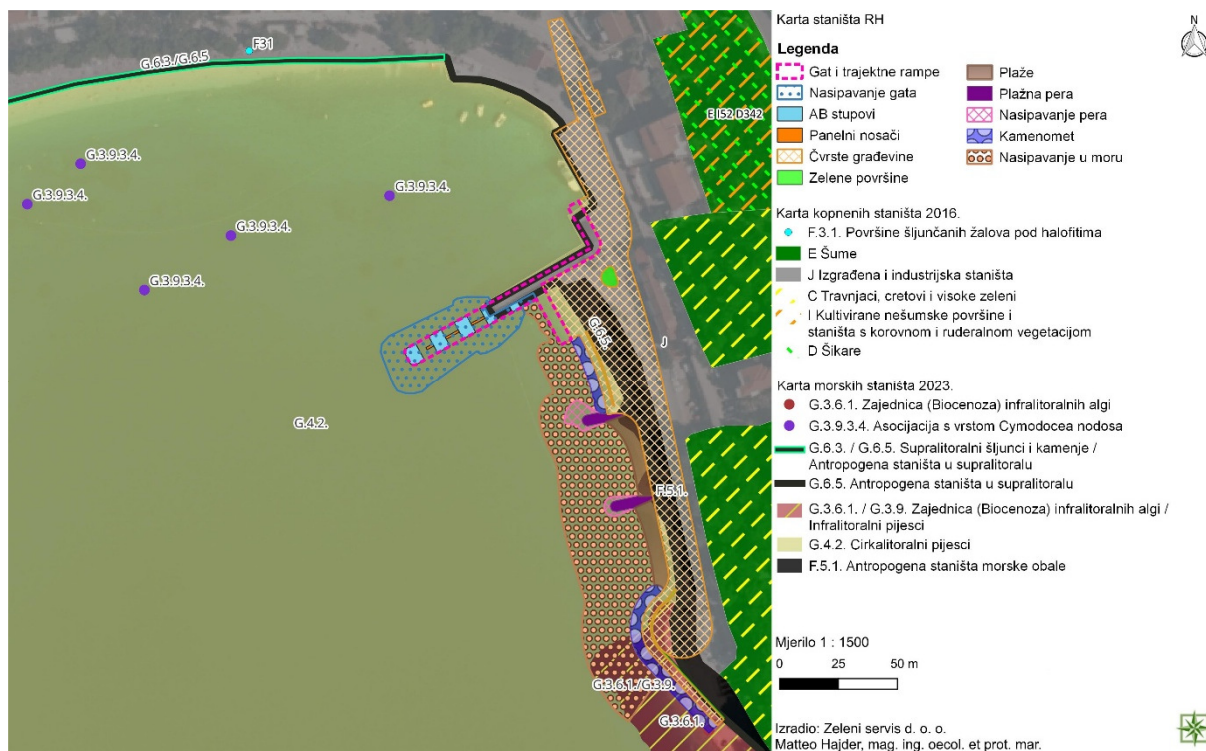 G.6.3./G.6.5
F31
E I52 D342
G.3.9.3.4.
G.3.9.3.4.
G.3.9.3.4.
G.3.9.3.4.
G.3.9.3.4.
G.6.5.
J
G.4.2.
F.5.1.
G.3.6.1./G.3.9.
G.3.6.1.
Karta staništa RH
N
Legenda
Gat i trajektne rampe
Nasipavanje gata
AB stupovi
Panelni nosači
Čvrste građevine
Zelene površine
Plaže
Plažna pera
Nasipavanje pera
Kamenomet
Nasipavanje u moru
Karta kopnenih staništa 2016.
F.3.1. Površine šljunčanih žalova pod halofitima
E Šume
J Izgrađena i industrijska staništa
C Travnjaci, cretovi i visoke zeleni
I Kultivirane nešumske površine i
staništa s korovnom i ruderalnom vegetacijom
D Šikare
Karta morskih staništa 2023.
G.3.6.1. Zajednica (Biocenoza) infralitoralnih algi
G.3.9.3.4. Asocijacija s vrstom Cymodocea nodosa
G.6.3. / G.6.5. Supralitoralni šljunci i kamenje /
Antropogena staništa u supralitoralu
G.6.5. Antropogena staništa u supralitoralu
G.3.6.1. / G.3.9. Zajednica (Biocenoza) infralitoralnih algi /
Infralitoralni pijesci
G.4.2. Cirkalitoralni pijesci
F.5.1. Antropogena staništa morske obale
Mjerilo 1 : 1500
0 25 50 m
Izradio: Zeleni servis d. o. o.
Matteo Hajder, mag. ing. oecol. et prot. mar.